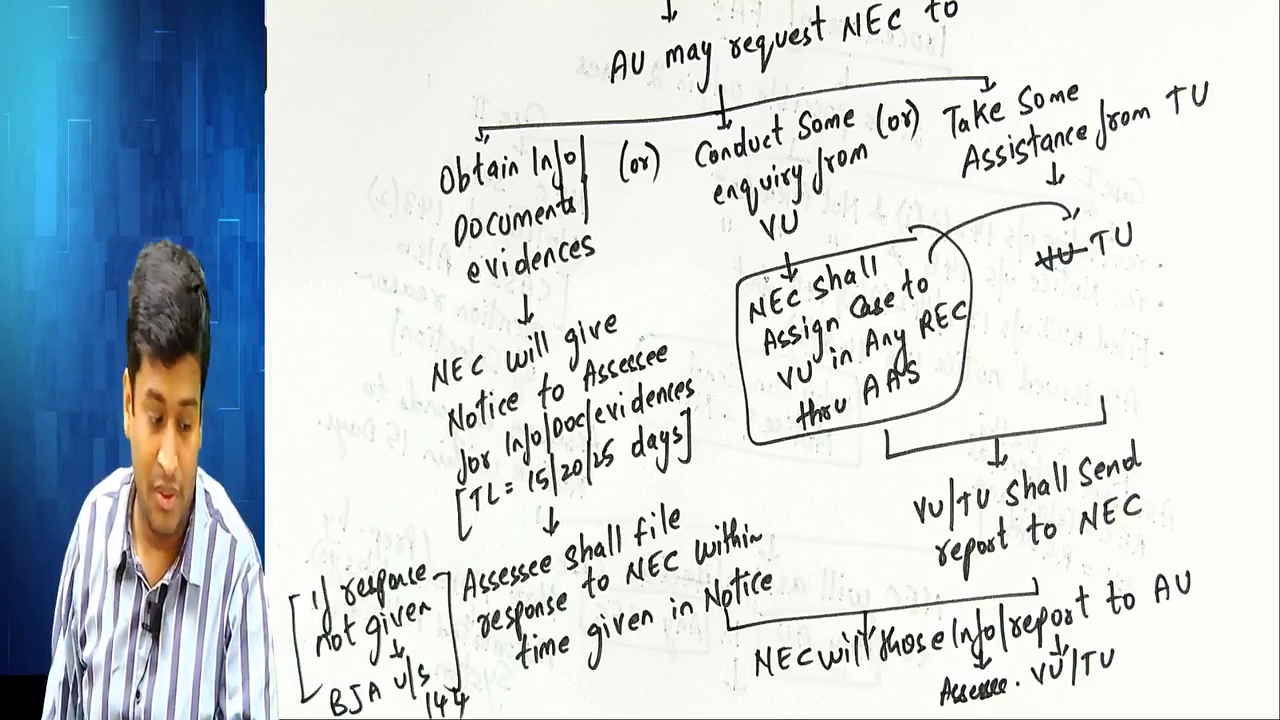 AU may request NEC to
Obtain Info/
Documents/
evidences
(or)
Conduct Some
enquiry from
VU
(or)
Take Some
Assistance from TU
VU TU
NEC will give
Notice to Assessee
for Info/Doc/evidences
[TL = 15/20/25 days]
NEC Shall
Assign Case to
VU in Any REC
thru AAS
VU/TU Shall Send
report to NEC
Assessee Shall file
response to NEC within
time given in Notice
[if response
not given
BJA u/s
144]
NEC will those Info/report to AU
Assessee. VU/TU